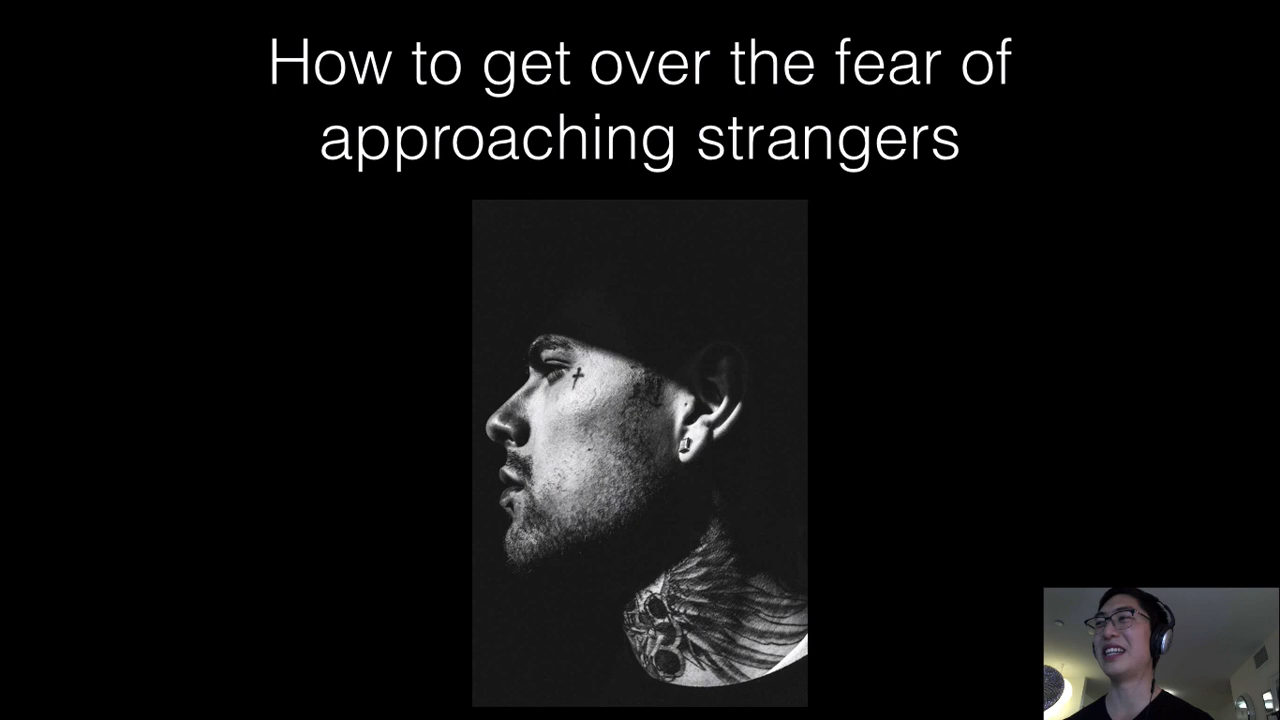 How to get over the fear of
approaching strangers